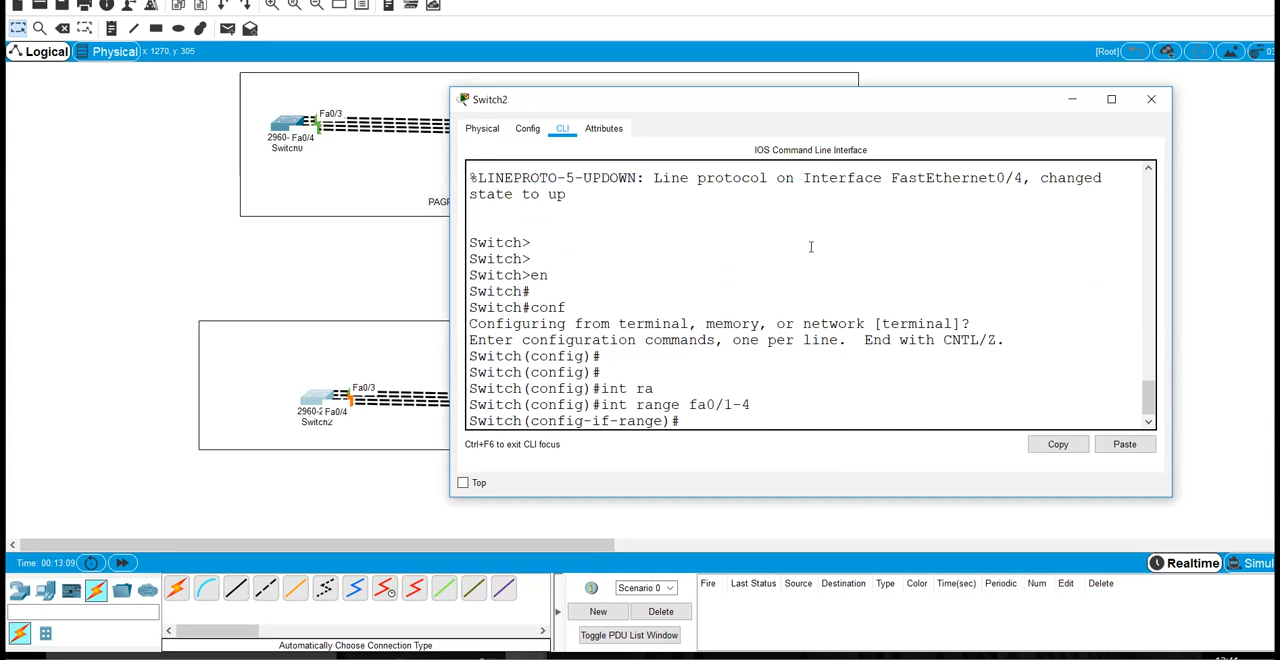 Logical
Physical
x: 1270, y: 305
[Root]
Fa0/3
2960- Fa0/4
Switch0
Fa0/3
Fa0/4
Switch2
Switch2
Physical
Config
CLI
Attributes
IOS Command Line Interface
%LINEPROTO-5-UPDOWN: Line protocol on Interface FastEthernet0/4, changed
state to up
Switch>
Switch>
Switch>en
Switch#
Switch#conf
Configuring from terminal, memory, or network [terminal]?
Enter configuration commands, one per line.  End with CNTL/Z.
Switch(config)#
Switch(config)#
Switch(config)#int ra
Switch(config)#int range fa0/1-4
Switch(config-if-range)#
Ctrl+F6 to exit CLI focus
Copy
Paste
Top
Time: 00:13:09
Realtime
Scenario 0
New
Delete
Toggle PDU List Window
Fire
Last Status
Source
Destination
Type
Color
Time(sec)
Periodic
Num
Edit
Delete
Automatically Choose Connection Type